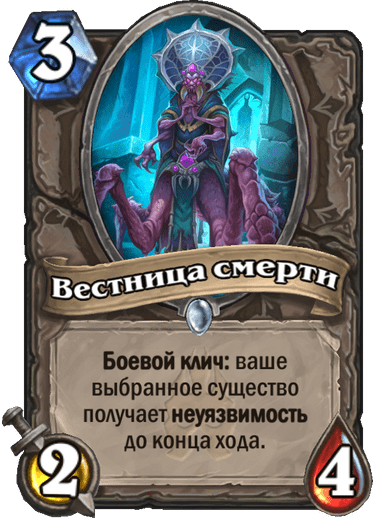 3
Вестница смерти
Боевой клич: ваше
выбранное существо
получает неуязвимость
до конца хода.
2
4